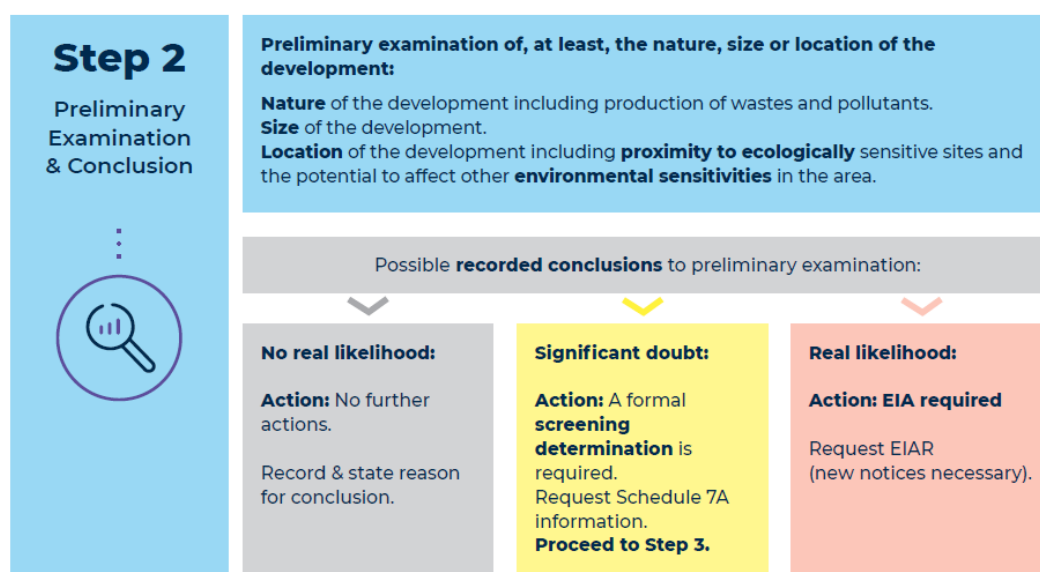 Step 2
Preliminary
Examination
& Conclusion
Preliminary examination of, at least, the nature, size or location of the
development:
Nature of the development including production of wastes and pollutants.
Size of the development.
Location of the development including proximity to ecologically sensitive sites and
the potential to affect other environmental sensitivities in the area.
Possible recorded conclusions to preliminary examination:
No real likelihood:
Action: No further
actions.
Record & state reason
for conclusion.
Significant doubt:
Action: A formal
screening
determination is
required.
Request Schedule 7A
information.
Proceed to Step 3.
Real likelihood:
Action: EIA required
Request EIAR
(new notices necessary).